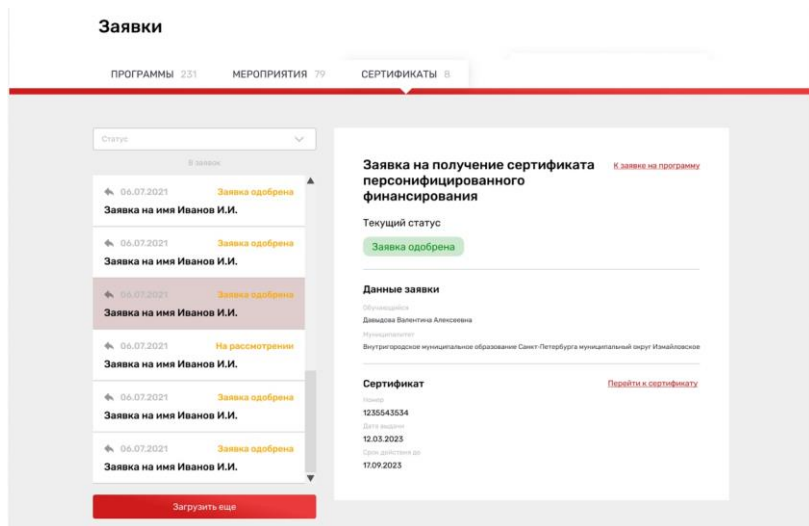 Заявки
ПРОГРАММЫ 231 МЕРОПРИЯТИЯ 79 СЕРТИФИКАТЫ 8
Статус
8 заявок
06.07.2021 Заявка одобрена
Заявка на имя Иванов И.И.
06.07.2021 Заявка одобрена
Заявка на имя Иванов И.И.
06.07.2021 Заявка одобрена
Заявка на имя Иванов И.И.
06.07.2021 На рассмотрении
Заявка на имя Иванов И.И.
06.07.2021 Заявка одобрена
Заявка на имя Иванов И.И.
06.07.2021 Заявка одобрена
Заявка на имя Иванов И.И.
Загрузить еще
Заявка на получение сертификата
персонифицированного
финансирования
К заявке на программу
Текущий статус
Заявка одобрена
Данные заявки
Обучающийся
Давыдова Валентина Алексеевна
Муниципалитет
Внутригородское муниципальное образование Санкт-Петербурга муниципальный округ Измайловское
Сертификат Перейти к сертификату
Номер
1235543534
Дата выдачи
12.03.2023
Срок действия до
17.09.2023